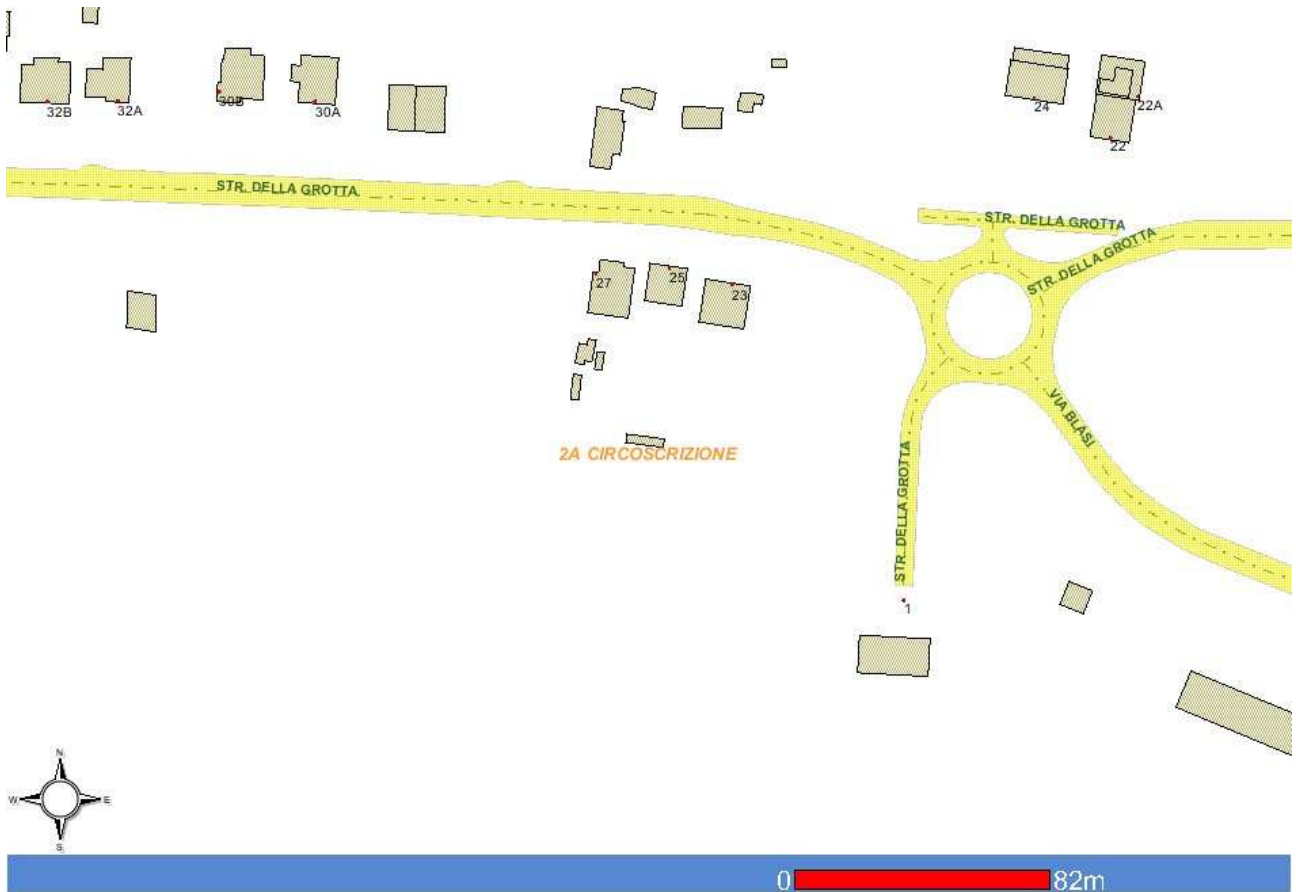 32B
32A
30B
30A
24
22A
22
STR. DELLA GROTTA
STR. DELLA GROTTA
STR. DELLA GROTTA
27
25
23
VIA BLASI
2A CIRCOSCRIZIONE
STR. DELLA GROTTA
1
N
W
E
S
0
82m